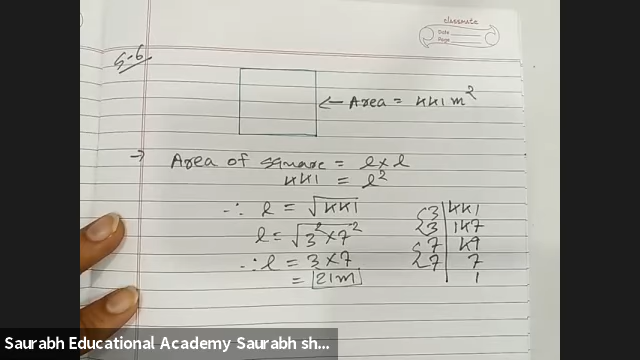 classmate
Date
Page
5-6
← Area = 441 m²
→ Area of square = l x l
441 = l²
∴ l = √441
l = √3² x 7²
∴ l = 3 x 7
= 21 m
3 | 441
3 | 147
7 | 49
7 | 7
1
Saurabh Educational Academy Saurabh sh...